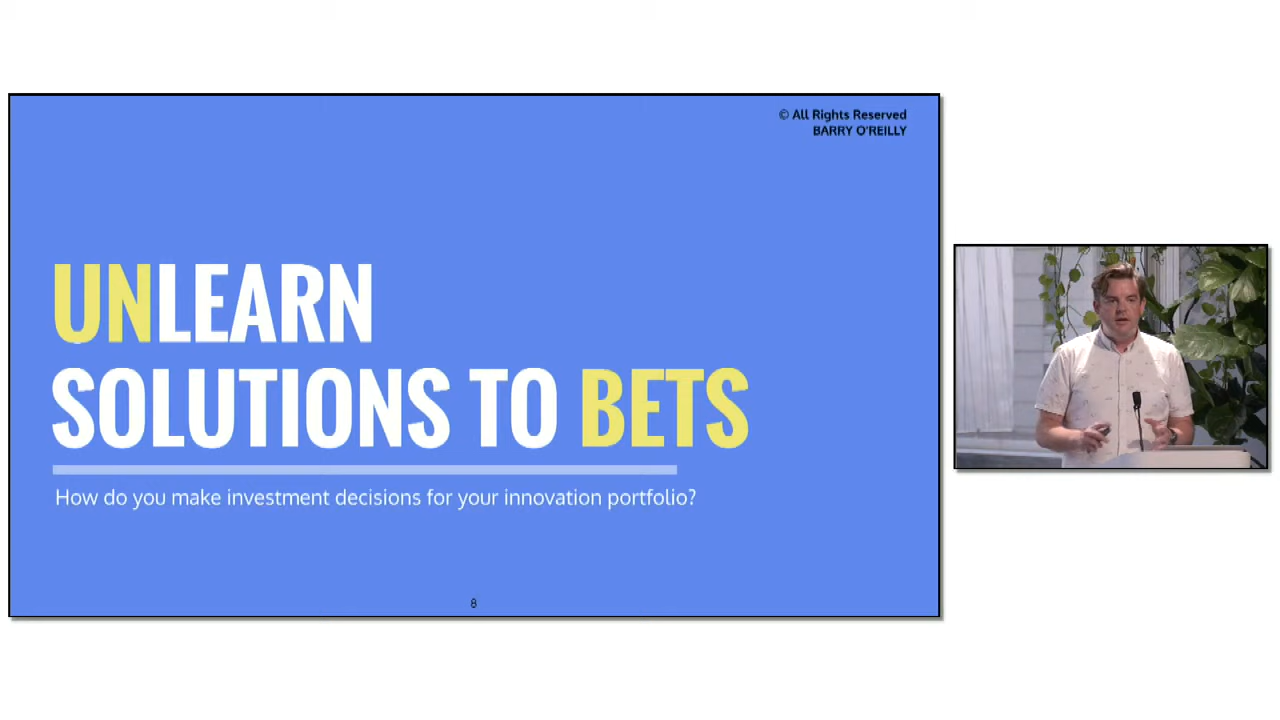 © All Rights Reserved
BARRY O'REILLY
UNLEARN
SOLUTIONS TO BETS
How do you make investment decisions for your innovation portfolio?
8